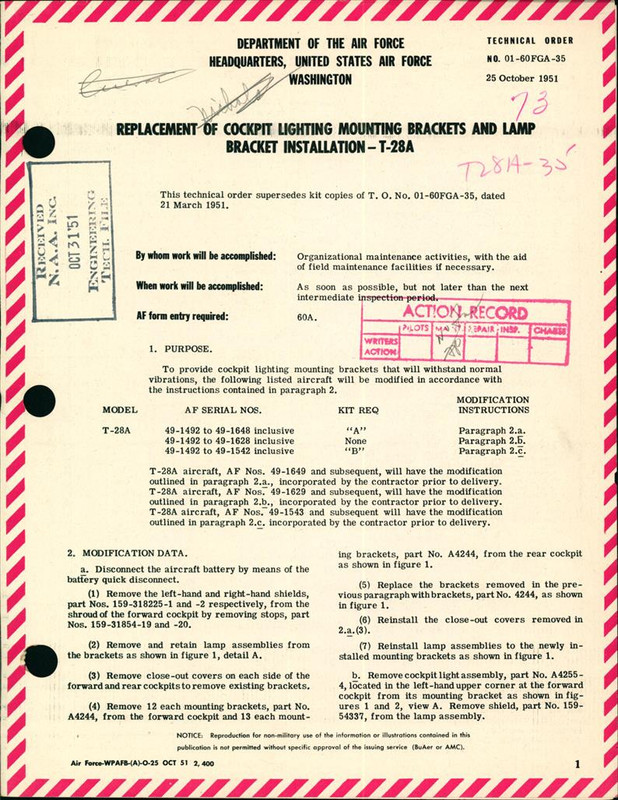 DEPARTMENT OF THE AIR FORCE
HEADQUARTERS, UNITED STATES AIR FORCE
WASHINGTON
TECHNICAL ORDER
NO. 01-60FGA-35
25 October 1951
73
REPLACEMENT OF COCKPIT LIGHTING MOUNTING BRACKETS AND LAMP
BRACKET INSTALLATION – T-28A
T28A-35
RECEIVED
N.A.A. INC.
OCT 31 '51
ENGINEERING
TECH. FILE
This technical order supersedes kit copies of T. O. No. 01-60FGA-35, dated
21 March 1951.
By whom work will be accomplished: Organizational maintenance activities, with the aid
of field maintenance facilities if necessary.
When work will be accomplished: As soon as possible, but not later than the next
intermediate inspection period.
AF form entry required: 60A.
ACTION RECORD
PILOTS MAINT. REPAIR INSP. CHARGE
WRITERS
ACTION
1. PURPOSE.
To provide cockpit lighting mounting brackets that will withstand normal
vibrations, the following listed aircraft will be modified in accordance with
the instructions contained in paragraph 2.
MODEL AF SERIAL NOS. KIT REQ MODIFICATION
INSTRUCTIONS
T-28A 49-1492 to 49-1648 inclusive "A" Paragraph 2.a.
49-1492 to 49-1628 inclusive None Paragraph 2.b.
49-1492 to 49-1542 inclusive "B" Paragraph 2.c.
T-28A aircraft, AF Nos. 49-1649 and subsequent, will have the modification
outlined in paragraph 2.a., incorporated by the contractor prior to delivery.
T-28A aircraft, AF Nos. 49-1629 and subsequent, will have the modification
outlined in paragraph 2.b., incorporated by the contractor prior to delivery.
T-28A aircraft, AF Nos. 49-1543 and subsequent will have the modification
outlined in paragraph 2.c. incorporated by the contractor prior to delivery.
2. MODIFICATION DATA.
a. Disconnect the aircraft battery by means of the
battery quick disconnect.
(1) Remove the left-hand and right-hand shields,
part Nos. 159-318225-1 and -2 respectively, from the
shroud of the forward cockpit by removing stops, part
Nos. 159-31854-19 and -20.
(2) Remove and retain lamp assemblies from
the brackets as shown in figure 1, detail A.
(3) Remove close-out covers on each side of the
forward and rear cockpits to remove existing brackets.
(4) Remove 12 each mounting brackets, part No.
A4244, from the forward cockpit and 13 each mount-
ing brackets, part No. A4244, from the rear cockpit
as shown in figure 1.
(5) Replace the brackets removed in the pre-
vious paragraph with brackets, part No. 4244, as shown
in figure 1.
(6) Reinstall the close-out covers removed in
2.a.(3).
(7) Reinstall lamp assemblies to the newly in-
stalled mounting brackets as shown in figure 1.
b. Remove cockpit light assembly, part No. A4255-
4, located in the left-hand upper corner at the forward
cockpit from its mounting bracket as shown in fig-
ures 1 and 2, view A. Remove shield, part No. 159-
54337, from the lamp assembly.
NOTICE: Reproduction for non-military use of the information or illustrations contained in this
publication is not permitted without specific approval of the issuing service (BuAer or AMC).
Air Force-WPAFB-(A)-O-25 OCT 51 2,400
1